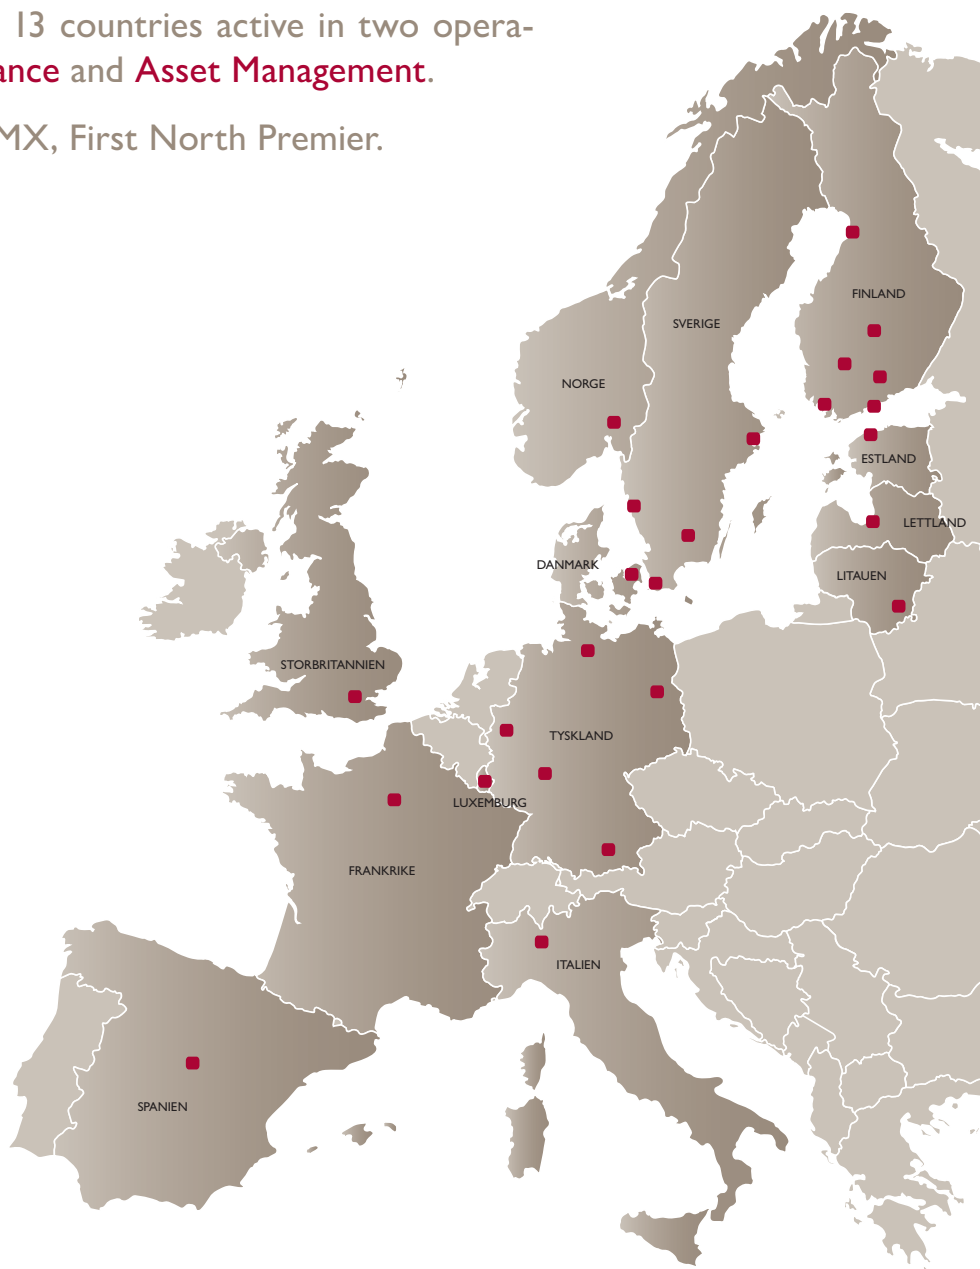 13 countries active in two opera-
ance and Asset Management.
MX, First North Premier.
FINLAND
SVERIGE
NORGE
ESTLAND
LETTLAND
DANMARK
LITAUEN
STORBRITANNIEN
TYSKLAND
LUXEMBURG
FRANKRIKE
ITALIEN
SPANIEN